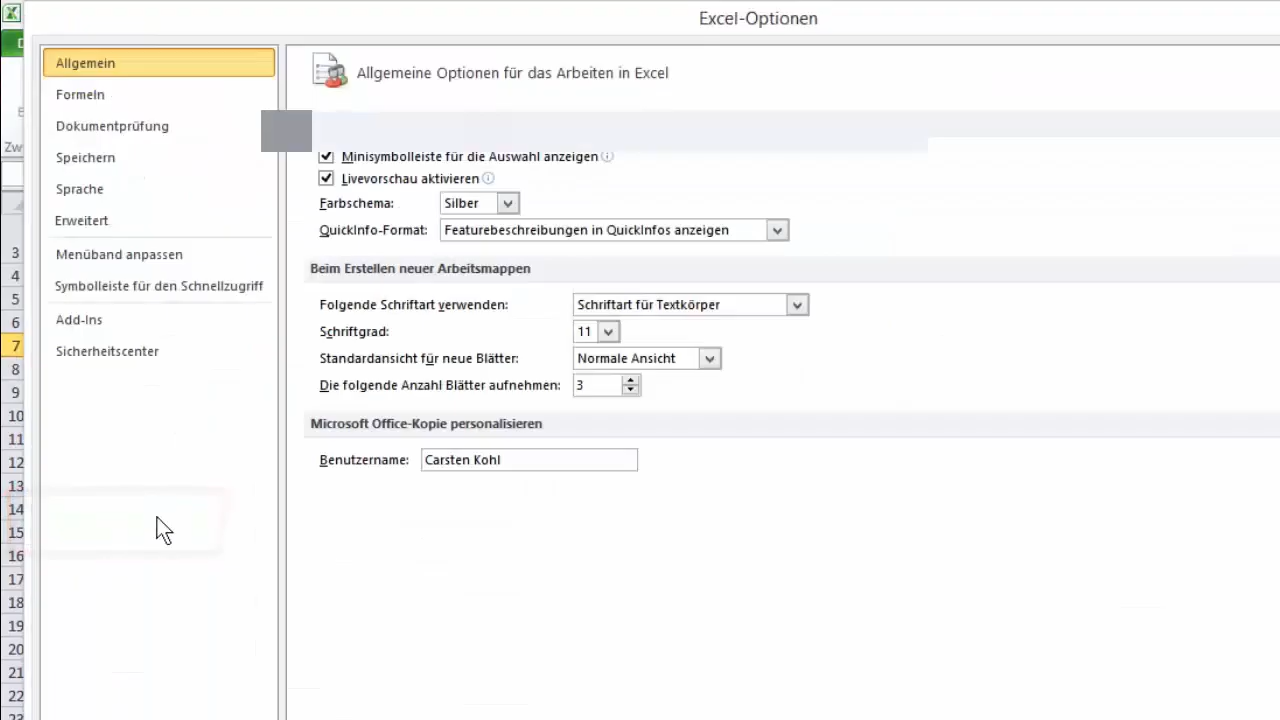 Excel-Optionen
Allgemein
Formeln
Dokumentprüfung
Speichern
Sprache
Erweitert
Menüband anpassen
Symbolleiste für den Schnellzugriff
Add-Ins
Sicherheitscenter
Allgemeine Optionen für das Arbeiten in Excel
Minisymbolleiste für die Auswahl anzeigen
Livevorschau aktivieren
Farbschema: Silber
QuickInfo-Format: Featurebeschreibungen in QuickInfos anzeigen
Beim Erstellen neuer Arbeitsmappen
Folgende Schriftart verwenden: Schriftart für Textkörper
Schriftgrad: 11
Standardansicht für neue Blätter: Normale Ansicht
Die folgende Anzahl Blätter aufnehmen: 3
Microsoft Office-Kopie personalisieren
Benutzername: Carsten Kohl
Zw
3
4
5
6
7
8
9
10
11
12
13
14
15
16
17
18
19
20
21
22
23